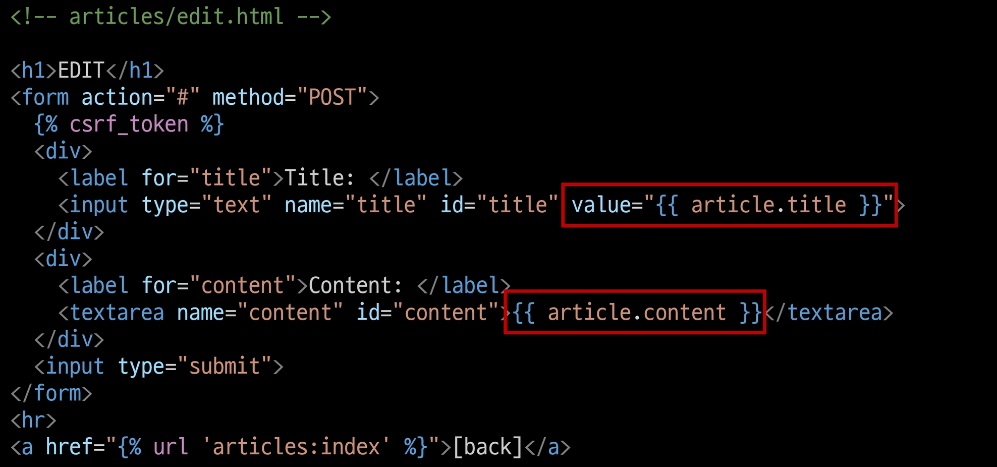 <!-- articles/edit.html -->
<h1>EDIT</h1>
<form action="#" method="POST">
{% csrf_token %}
<div>
<label for="title">Title: </label>
<input type="text" name="title" id="title" value="{{ article.title }}">
</div>
<div>
<label for="content">Content: </label>
<textarea name="content" id="content">{{ article.content }}</textarea>
</div>
<input type="submit">
</form>
<hr>
<a href="{% url 'articles:index' %}">[back]</a>